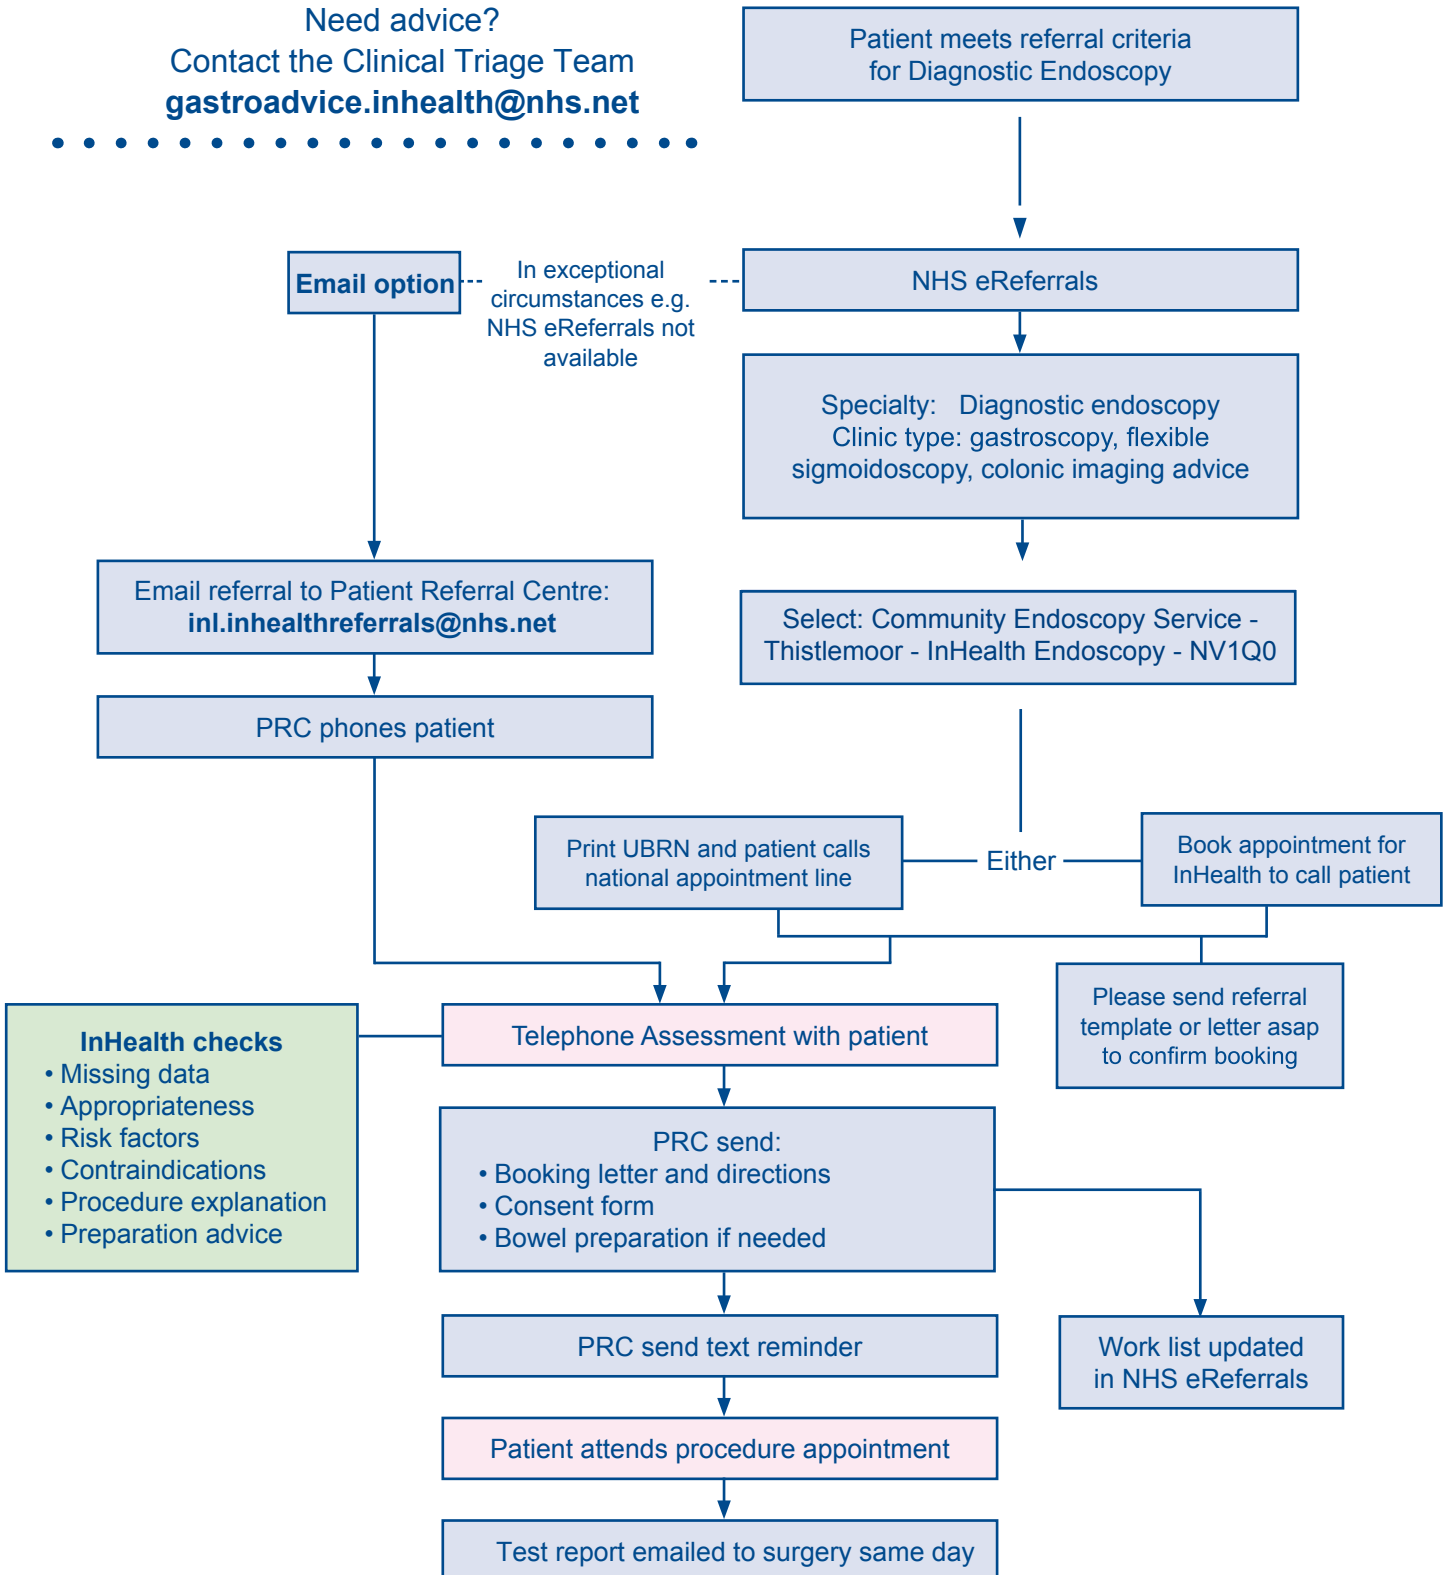 Need advice?
Contact the Clinical Triage Team
gastroadvice.inhealth@nhs.net
Patient meets referral criteria
for Diagnostic Endoscopy
Email option
In exceptional
circumstances e.g.
NHS eReferrals not
available
NHS eReferrals
Specialty: Diagnostic endoscopy
Clinic type: gastroscopy, flexible
sigmoidoscopy, colonic imaging advice
Email referral to Patient Referral Centre:
inl.inhealthreferrals@nhs.net
Select: Community Endoscopy Service -
Thistlemoor - InHealth Endoscopy - NV1Q0
PRC phones patient
Print UBRN and patient calls
national appointment line
Either
Book appointment for
InHealth to call patient
Please send referral
template or letter asap
to confirm booking
Telephone Assessment with patient
InHealth checks
• Missing data
• Appropriateness
• Risk factors
• Contraindications
• Procedure explanation
• Preparation advice
PRC send:
• Booking letter and directions
• Consent form
• Bowel preparation if needed
PRC send text reminder
Work list updated
in NHS eReferrals
Patient attends procedure appointment
Test report emailed to surgery same day